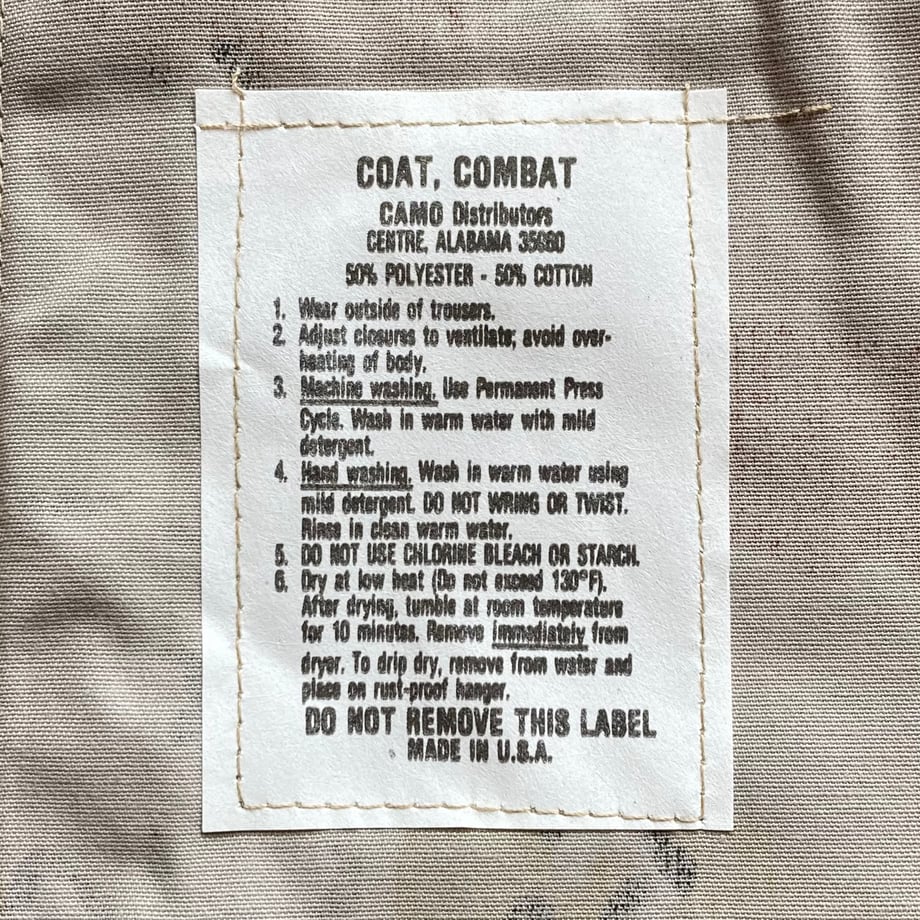 COAT, COMBAT
CAMO Distributors
CENTRE, ALABAMA 35960
50% POLYESTER - 50% COTTON
1. Wear outside of trousers.
2. Adjust closures to ventilate; avoid over-
heating of body.
3. Machine washing. Use Permanent Press
Cycle. Wash in warm water with mild
detergent.
4. Hand washing. Wash in warm water using
mild detergent. DO NOT WRING OR TWIST.
Rinse in clean warm water.
5. DO NOT USE CHLORINE BLEACH OR STARCH.
6. Dry at low heat (Do not exceed 130°F).
After drying, tumble at room temperature
for 10 minutes. Remove immediately from
dryer. To drip dry, remove from water and
place on rust-proof hanger.
DO NOT REMOVE THIS LABEL
MADE IN U.S.A.